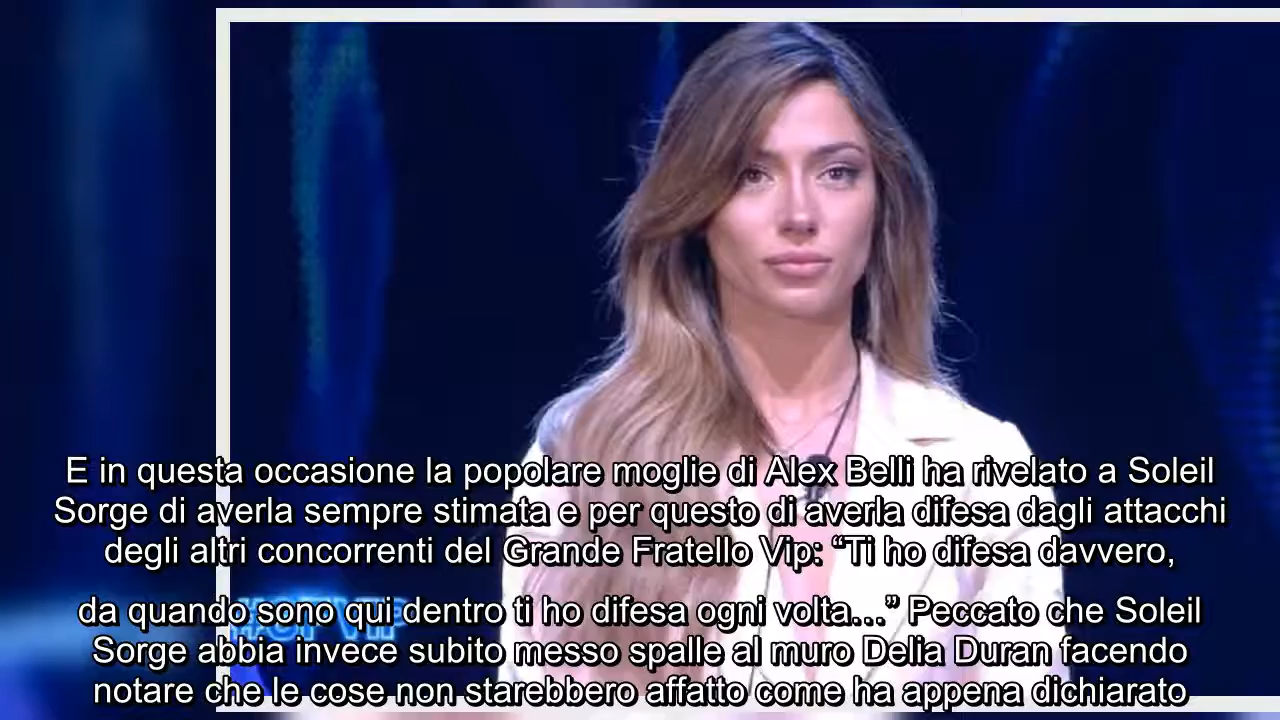 E in questa occasione la popolare moglie di Alex Belli ha rivelato a Soleil
Sorge di averla sempre stimata e per questo di averla difesa dagli attacchi
degli altri concorrenti del Grande Fratello Vip: “Ti ho difesa davvero,
da quando sono qui dentro ti ho difesa ogni volta…” Peccato che Soleil
Sorge abbia invece subito messo spalle al muro Delia Duran facendo
notare che le cose non starebbero affatto come ha appena dichiarato